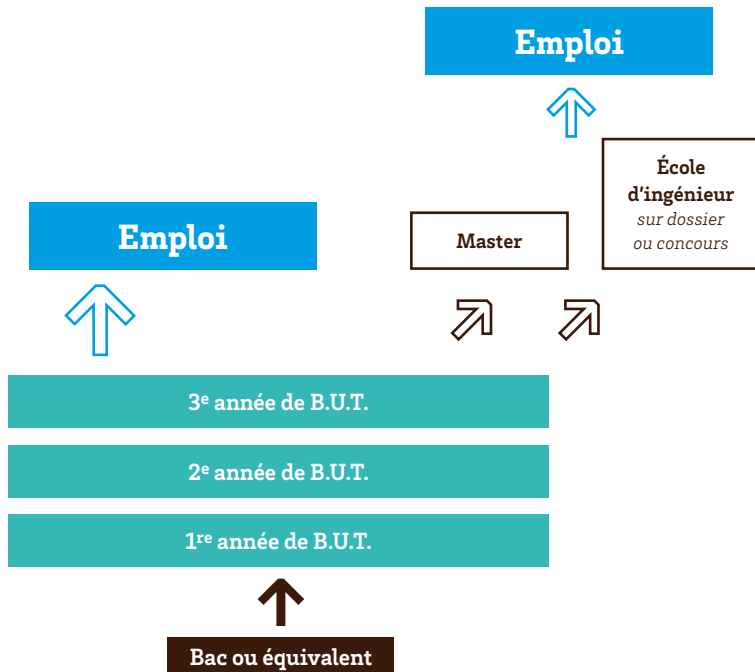 Emploi
École
d'ingénieur
sur dossier
ou concours
Emploi
Master
3e année de B.U.T.
2e année de B.U.T.
1re année de B.U.T.
Bac ou équivalent